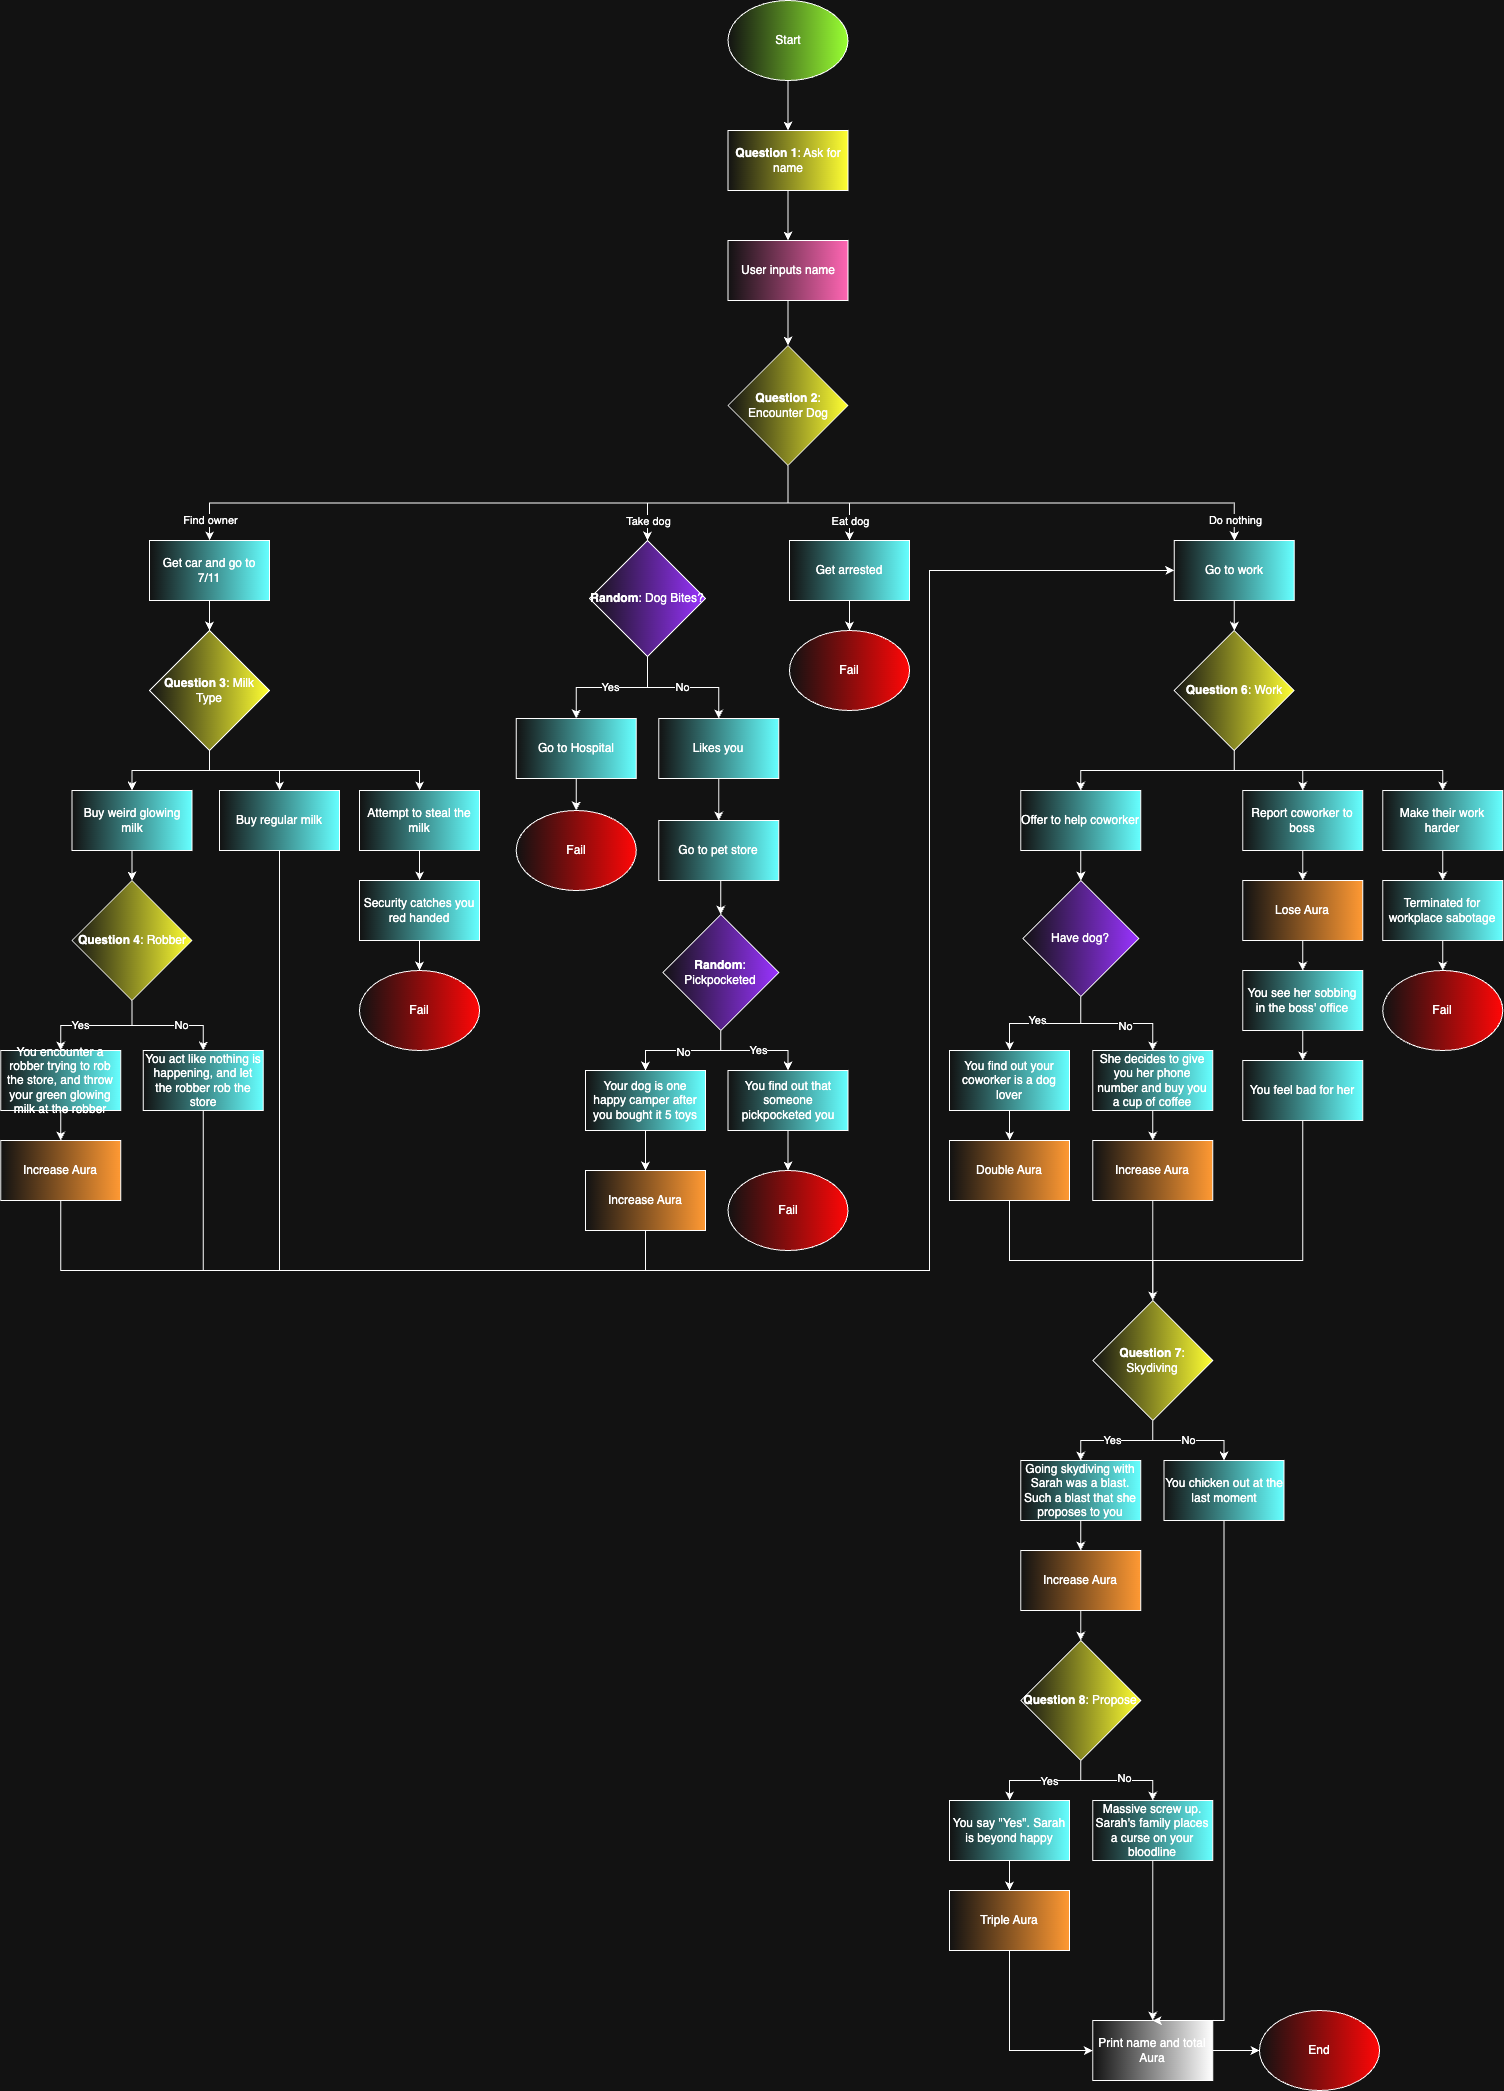 Start
Question 1: Ask for
name
User inputs name
Question 2:
Encounter Dog
Find owner
Take dog
Eat dog
Do nothing
Get car and go to
7/11
Random: Dog Bites?
Get arrested
Go to work
Fail
Question 3: Milk
Type
Yes
No
Question 6: Work
Go to Hospital
Likes you
Buy weird glowing
milk
Buy regular milk
Attempt to steal the
milk
Fail
Go to pet store
Offer to help coworker
Report coworker to
boss
Make their work
harder
Question 4: Robber
Security catches you
red handed
Random:
Pickpocketed
Have dog?
Lose Aura
Terminated for
workplace sabotage
Fail
You see her sobbing
in the boss' office
Fail
Yes
No
No
Yes
Yes
No
You encounter a
robber trying to rob
the store, and throw
your green glowing
milk at the robber
You act like nothing is
happening, and let
the robber rob the
store
Your dog is one
happy camper after
you bought it 5 toys
You find out that
someone
pickpocketed you
You find out your
coworker is a dog
lover
She decides to give
you her phone
number and buy you
a cup of coffee
You feel bad for her
Increase Aura
Increase Aura
Fail
Double Aura
Increase Aura
Question 7:
Skydiving
Yes
No
Going skydiving with
Sarah was a blast.
Such a blast that she
proposes to you
You chicken out at the
last moment
Increase Aura
Question 8: Propose
Yes
No
You say "Yes". Sarah
is beyond happy
Massive screw up.
Sarah's family places
a curse on your
bloodline
Triple Aura
Print name and total
Aura
End